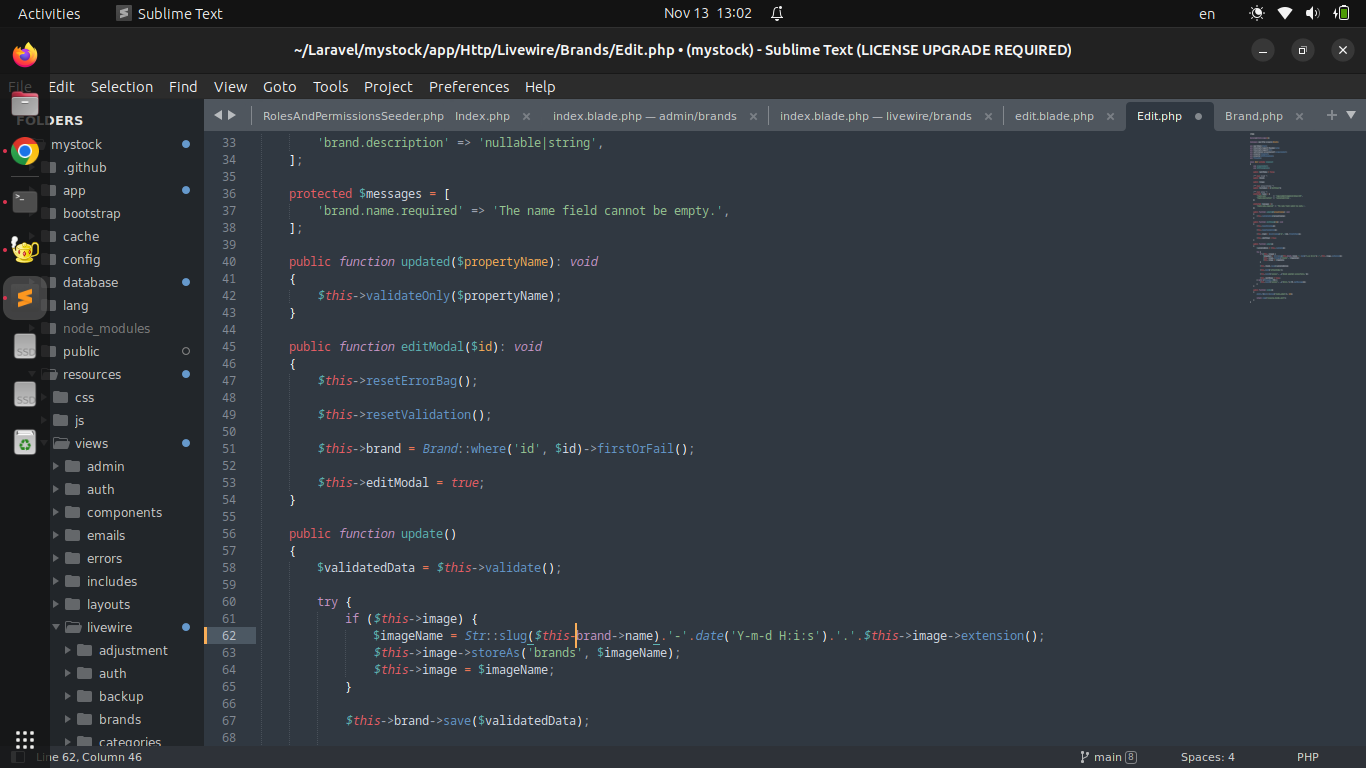 Activities Sublime Text Nov 13 13:02 en
~/Laravel/mystock/app/Http/Livewire/Brands/Edit.php • (mystock) - Sublime Text (LICENSE UPGRADE REQUIRED)
File Edit Selection Find View Goto Tools Project Preferences Help
RolesAndPermissionsSeeder.php Index.php × index.blade.php — admin/brands × index.blade.php — livewire/brands × edit.blade.php × Edit.php Brand.php ×
FOLDERS
mystock
.github
app
bootstrap
cache
config
database
lang
node_modules
public
resources
css
js
views
admin
auth
components
emails
errors
includes
layouts
livewire
adjustment
auth
backup
brands
categories
SSD
SSD
33 'brand.description' => 'nullable|string',
34 ];
35
36 protected $messages = [
37 'brand.name.required' => 'The name field cannot be empty.',
38 ];
39
40 public function updated($propertyName): void
41 {
42 $this->validateOnly($propertyName);
43 }
44
45 public function editModal($id): void
46 {
47 $this->resetErrorBag();
48
49 $this->resetValidation();
50
51 $this->brand = Brand::where('id', $id)->firstOrFail();
52
53 $this->editModal = true;
54 }
55
56 public function update()
57 {
58 $validatedData = $this->validate();
59
60 try {
61 if ($this->image) {
62 $imageName = Str::slug($this-brand->name).'-'.date('Y-m-d H:i:s').'.'.$this->image->extension();
63 $this->image->storeAs('brands', $imageName);
64 $this->image = $imageName;
65 }
66
67 $this->brand->save($validatedData);
68
Line 62, Column 46 main 8 Spaces: 4 PHP